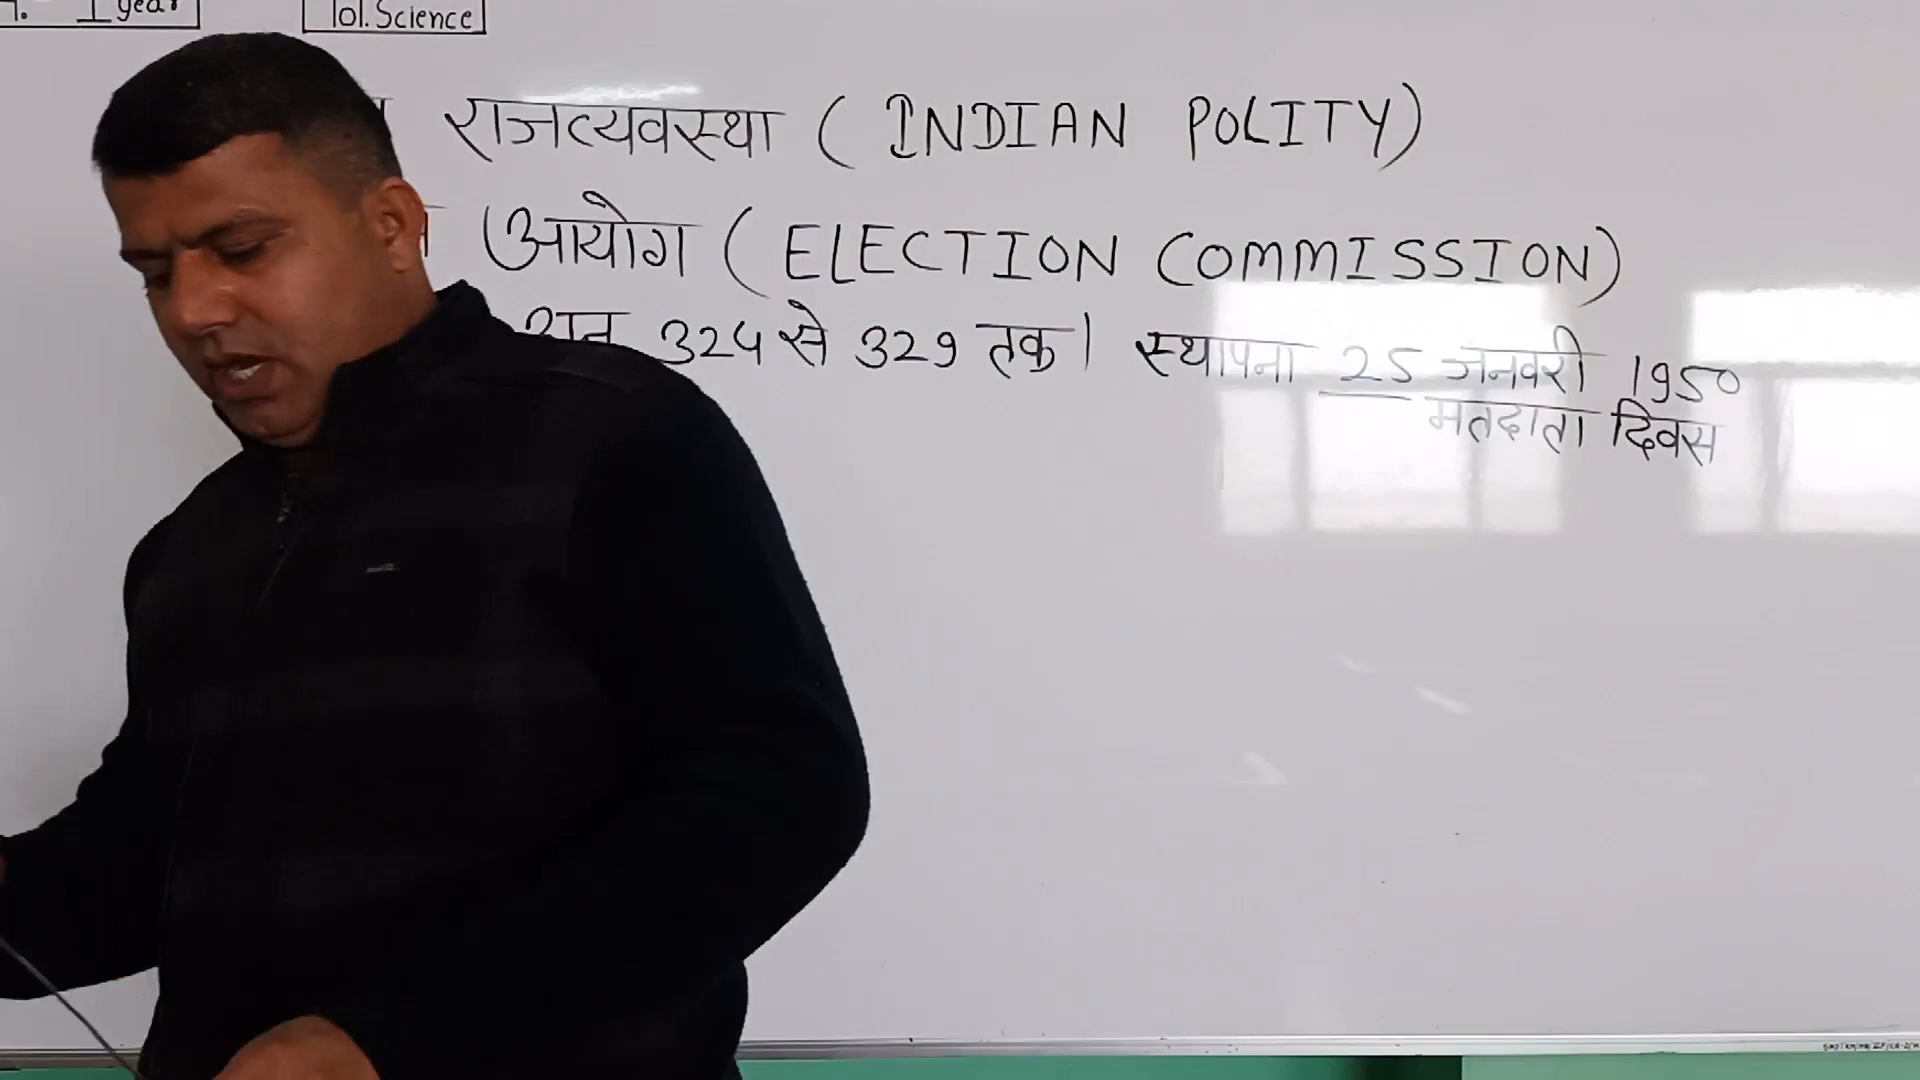 I year
Pol. Science
राजव्यवस्था ( INDIAN POLITY)
आयोग ( ELECTION COMMISSION)
324 से 329 तक। स्थापना 25 जनवरी 1950
मतदाता दिवस